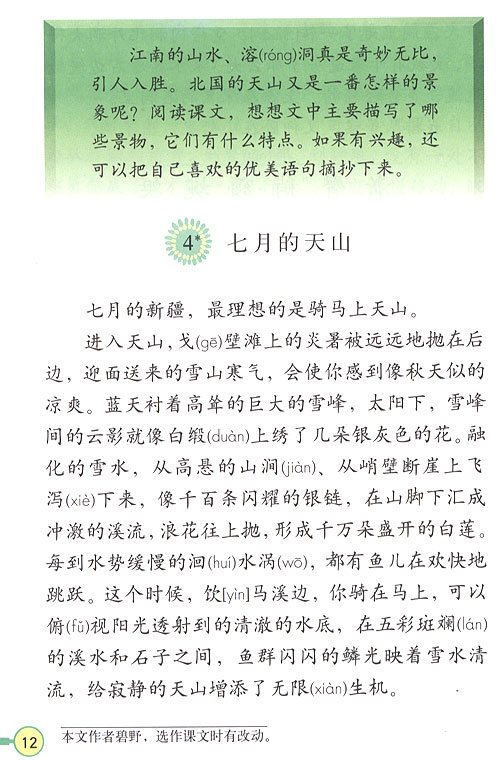 江南的山水、溶(róng)洞真是奇妙无比，
引人入胜。北国的天山又是一番怎样的景
象呢？阅读课文，想想文中主要描写了哪
些景物，它们有什么特点。如果有兴趣，还
可以把自己喜欢的优美语句摘抄下来。
4* 七月的天山
七月的新疆，最理想的是骑马上天山。
进入天山，戈(gē)壁滩上的炎暑被远远地抛在后
边，迎面送来的雪山寒气，会使你感到像秋天似的
凉爽。蓝天衬着高耸的巨大的雪峰，太阳下，雪峰
间的云影就像白缎(duàn)上绣了几朵银灰色的花。融
化的雪水，从高悬的山涧(jiàn)、从峭壁断崖上飞
泻(xiè)下来，像千百条闪耀的银链，在山脚下汇成
冲激的溪流，浪花往上抛，形成千万朵盛开的白莲。
每到水势缓慢的洄(huí)水涡(wō)，都有鱼儿在欢快地
跳跃。这个时候，饮[yìn]马溪边，你骑在马上，可以
俯(fǔ)视阳光透射到的清澈的水底，在五彩斑斓(lán)
的溪水和石子之间，鱼群闪闪的鳞光映着雪水清
流，给寂静的天山增添了无限(xiàn)生机。
本文作者碧野，选作课文时有改动。
12